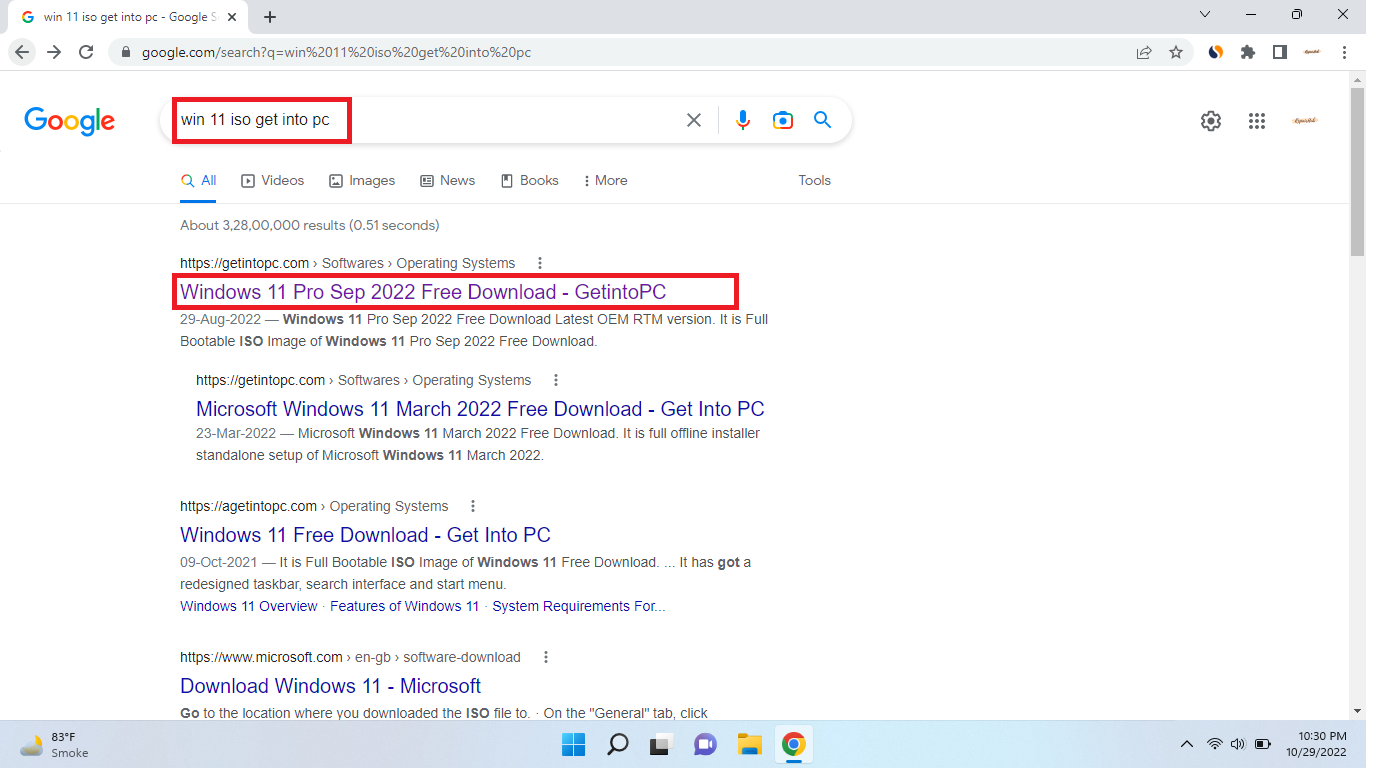 win 11 iso get into pc - Google S
google.com/search?q=win%2011%20iso%20get%20into%20pc
Google
win 11 iso get into pc
All Videos Images News Books More Tools
About 3,28,00,000 results (0.51 seconds)
https://getintopc.com › Softwares › Operating Systems
Windows 11 Pro Sep 2022 Free Download - GetintoPC
29-Aug-2022 — Windows 11 Pro Sep 2022 Free Download Latest OEM RTM version. It is Full
Bootable ISO Image of Windows 11 Pro Sep 2022 Free Download.
https://getintopc.com › Softwares › Operating Systems
Microsoft Windows 11 March 2022 Free Download - Get Into PC
23-Mar-2022 — Microsoft Windows 11 March 2022 Free Download. It is full offline installer
standalone setup of Microsoft Windows 11 March 2022.
https://agetintopc.com › Operating Systems
Windows 11 Free Download - Get Into PC
09-Oct-2021 — It is Full Bootable ISO Image of Windows 11 Free Download. ... It has got a
redesigned taskbar, search interface and start menu.
Windows 11 Overview · Features of Windows 11 · System Requirements For...
https://www.microsoft.com › en-gb › software-download
Download Windows 11 - Microsoft
Go to the location where you downloaded the ISO file to. · On the "General" tab, click
83°F
Smoke
10:30 PM
10/29/2022